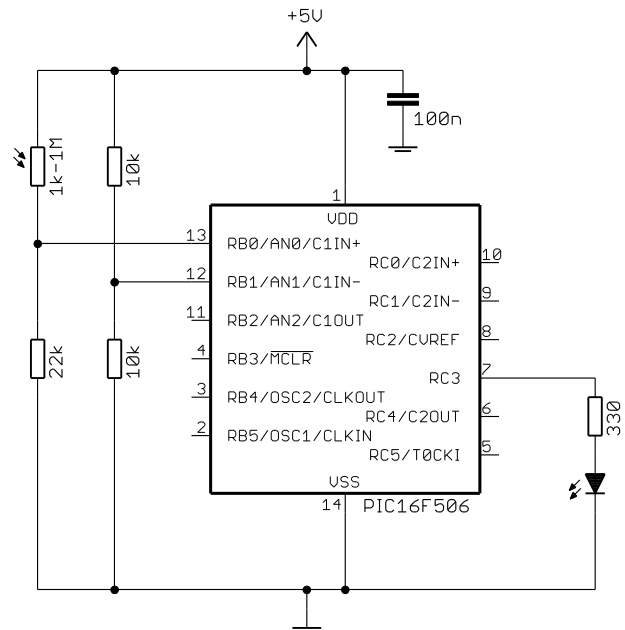 +5V
100n
1k-1M
10k
1
VDD
13 RB0/AN0/C1IN+
RC0/C2IN+ 10
12 RB1/AN1/C1IN-
RC1/C2IN- 9
11 RB2/AN2/C1OUT
RC2/CVREF 8
4 RB3/MCLR
RC3 7
3 RB4/OSC2/CLKOUT
RC4/C2OUT 6
2 RB5/OSC1/CLKIN
RC5/T0CKI 5
VSS
14 PIC16F506
22k
10k
330